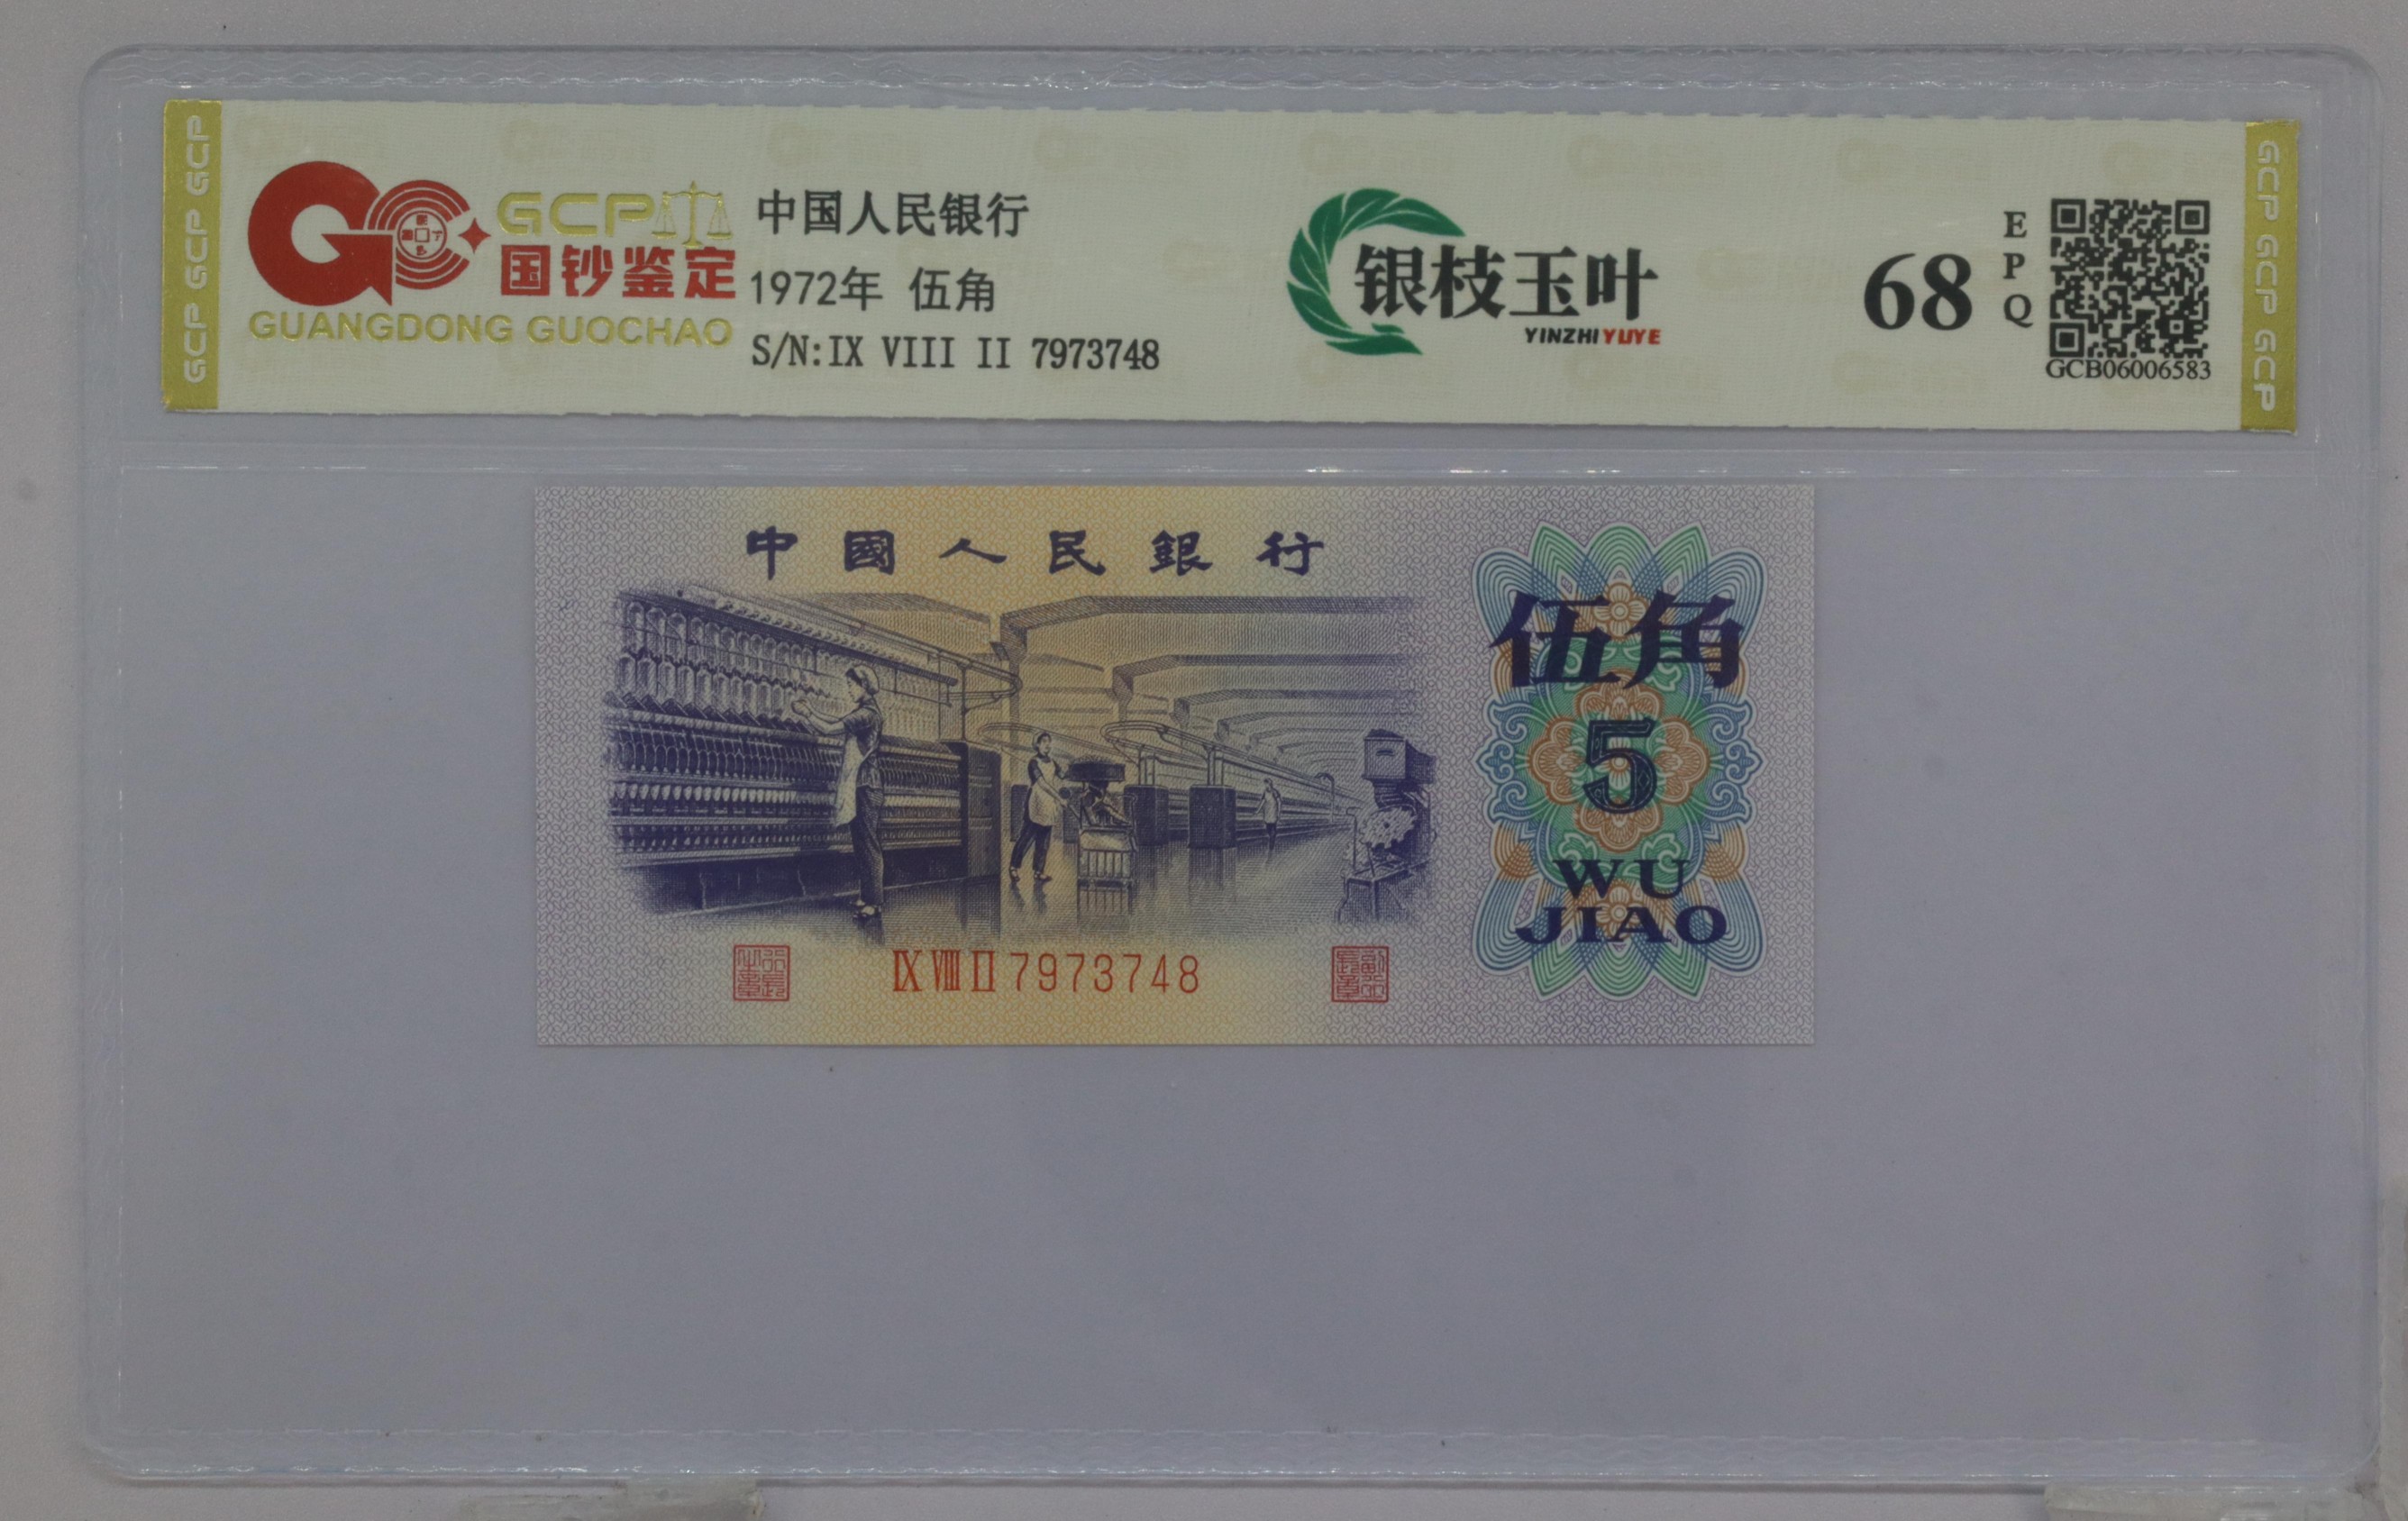 GCP GCP GCP
GCP
国钞鉴定
GUANGDONG GUOCHAO
中国人民银行
1972年 伍角
S/N:IX VIII II 7973748
银枝玉叶
YINZHIYUYE
68
E
P
Q
GCB06006583
GCP GCP GCP
中國人民銀行
伍角
5
WU
JIAO
IX VIII II 7973748